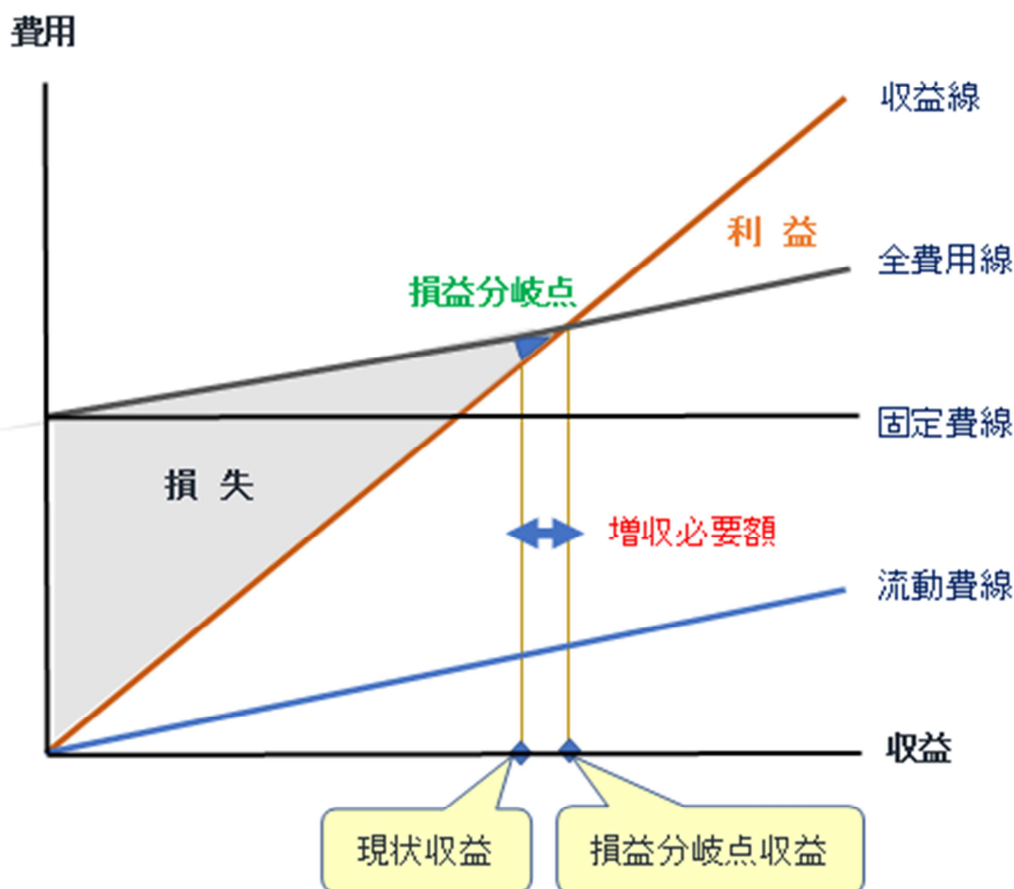 費用
収益線
利 益
全費用線
損益分岐点
固定費線
損 失
増収必要額
流動費線
収益
現状収益
損益分岐点収益